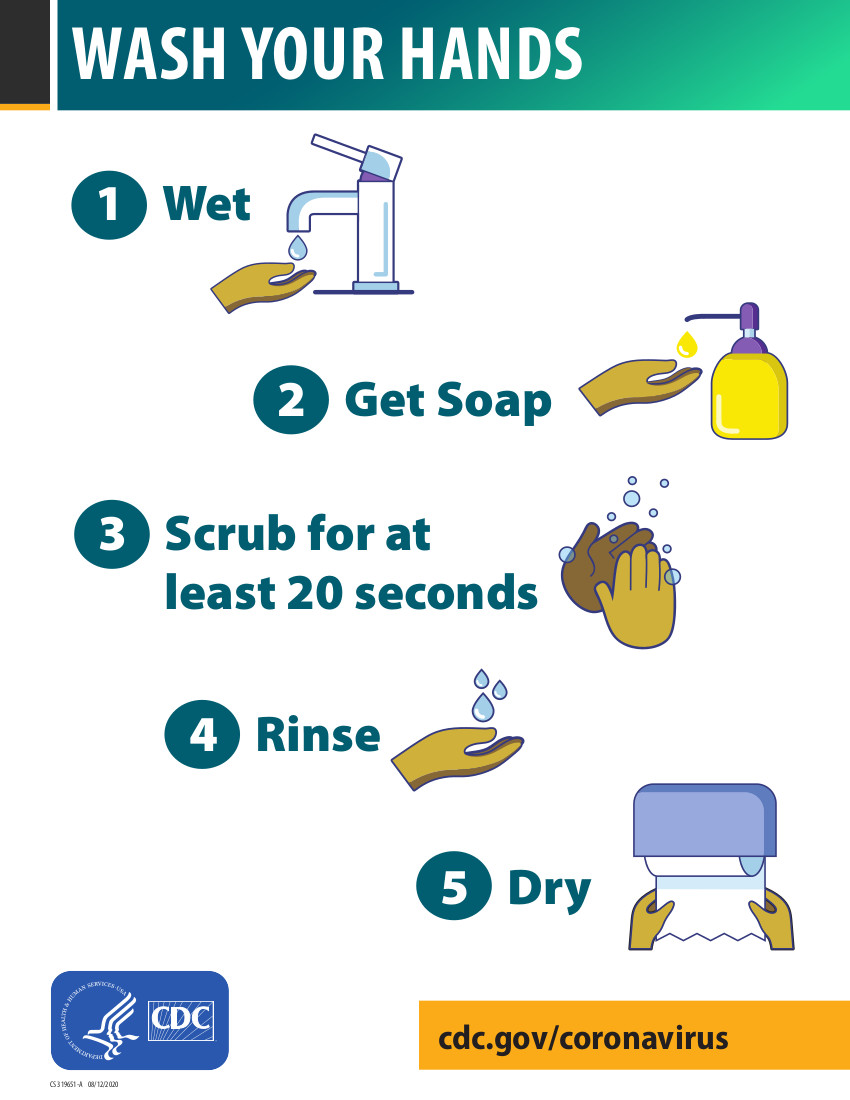 WASH YOUR HANDS
1 Wet
2 Get Soap
3 Scrub for at
least 20 seconds
4 Rinse
5 Dry
DEPARTMENT OF HEALTH & HUMAN SERVICES·USA
CDC
cdc.gov/coronavirus
CS 319651-A 08/12/2020